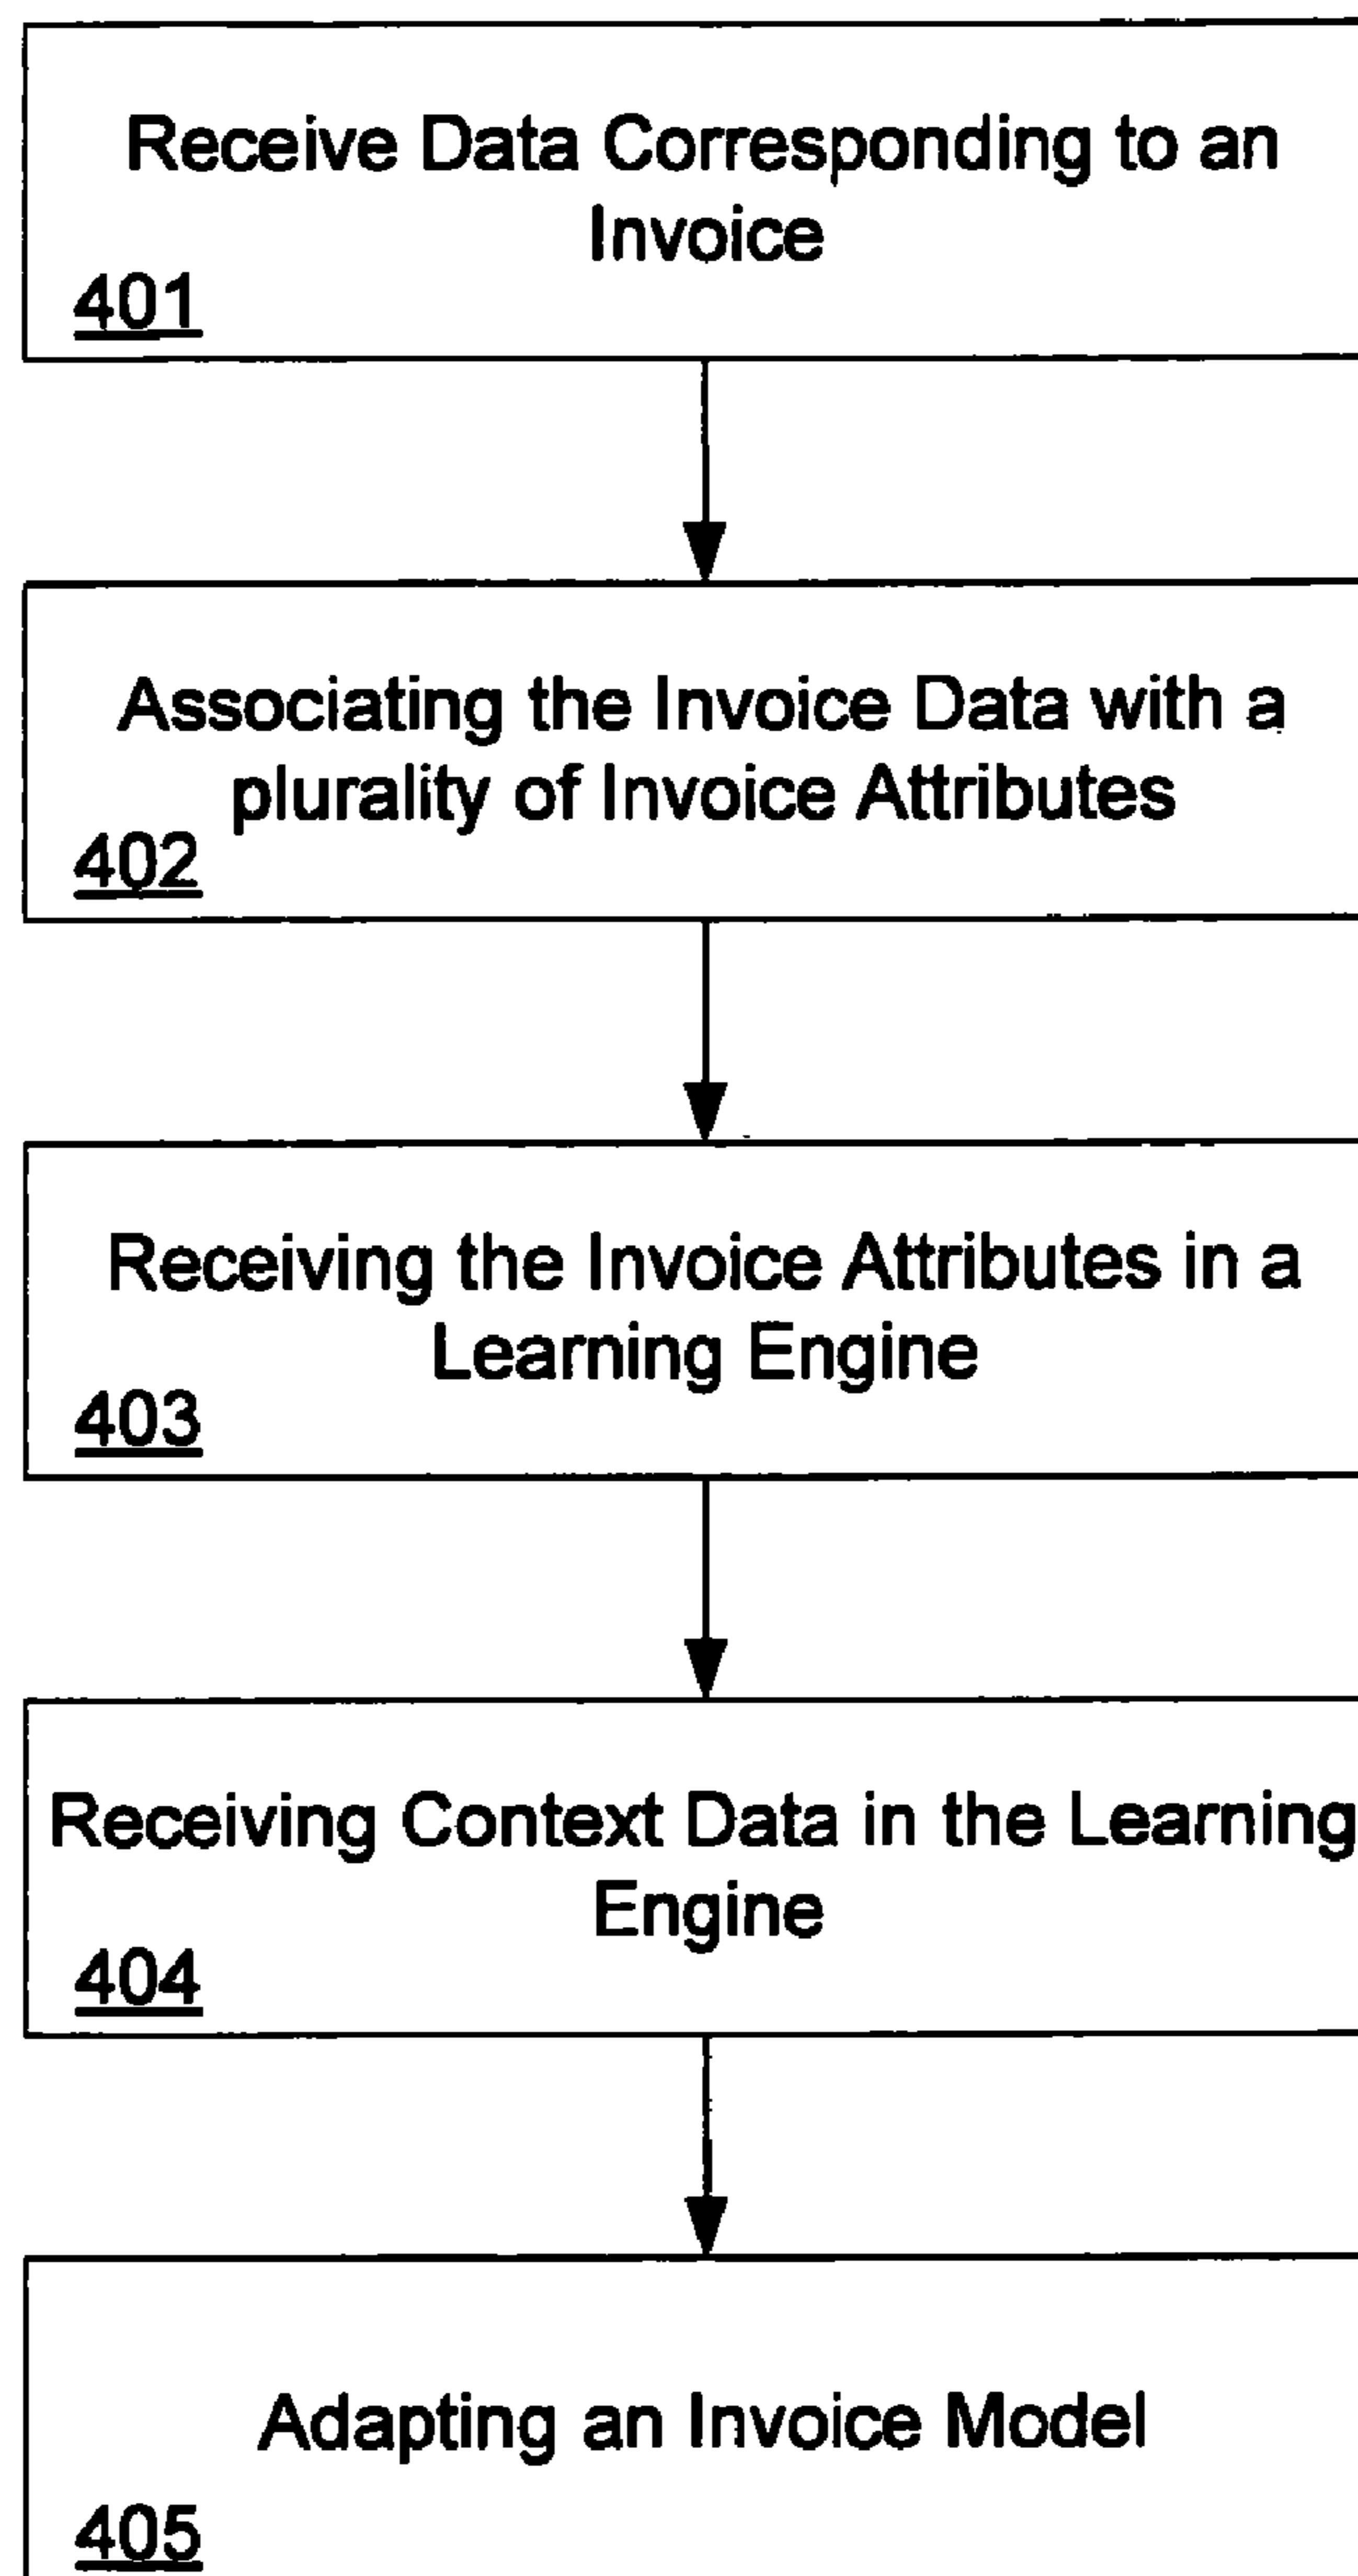 Receive Data Corresponding to an
Invoice
401
Associating the Invoice Data with a
plurality of Invoice Attributes
402
Receiving the Invoice Attributes in a
Learning Engine
403
Receiving Context Data in the Learning
Engine
404
Adapting an Invoice Model
405